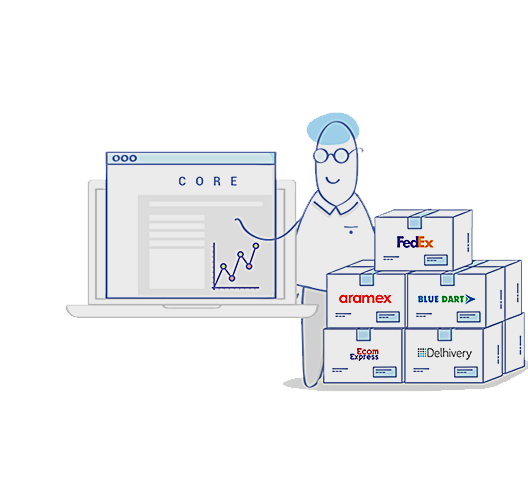 CORE
FedEx
aramex
BLUE DART
Ecom
Express
Delhivery